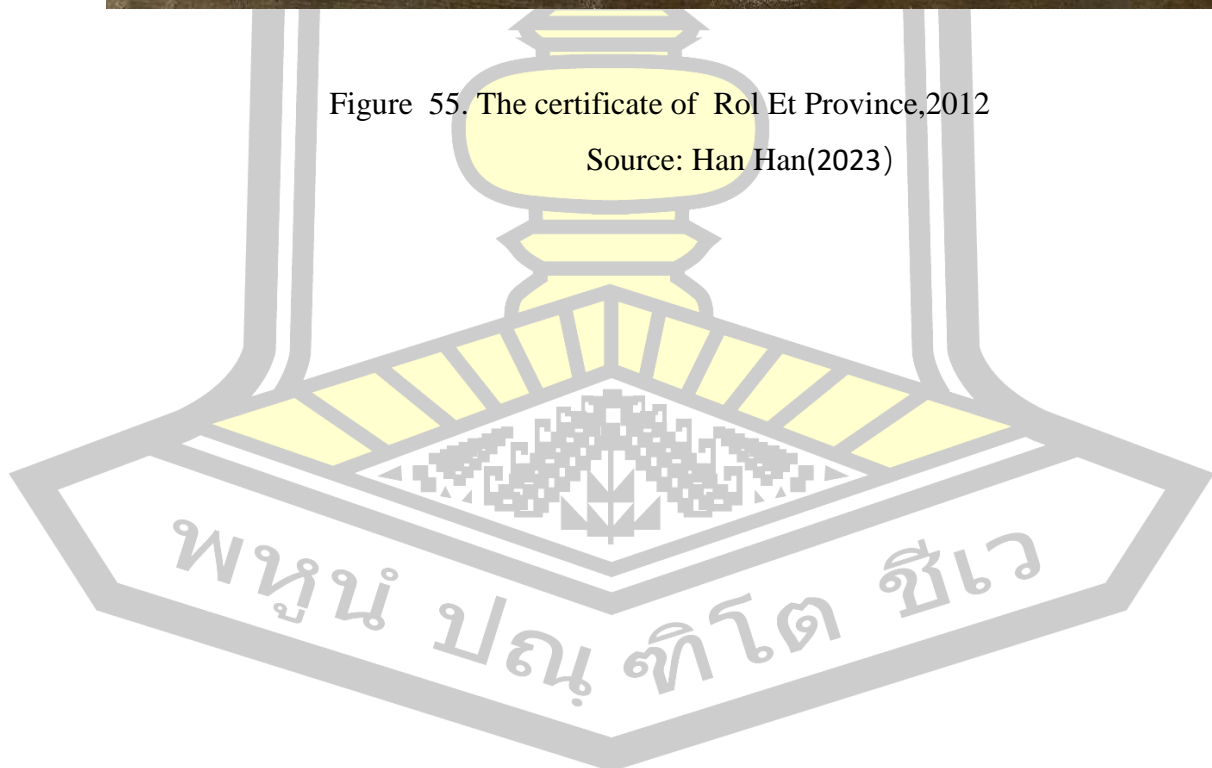 Figure 55. The certificate of Rol Et Province,2012
Source: Han Han(2023）
พหูนํ ปณฺฑิโต ชีเว